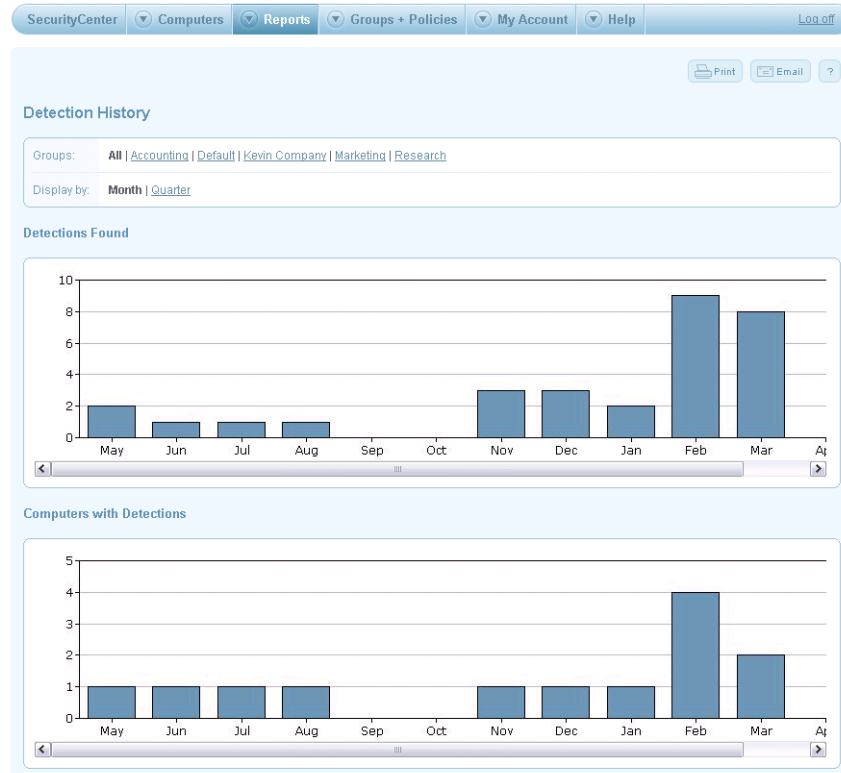 SecurityCenter Computers Reports Groups + Policies My Account Help Log off
Print Email ?
Detection History
Groups: All | Accounting | Default | Kevin Company | Marketing | Research
Display by: Month | Quarter
Detections Found
10
8
6
4
2
0
May Jun Jul Aug Sep Oct Nov Dec Jan Feb Mar
Computers with Detections
5
4
3
2
1
0
May Jun Jul Aug Sep Oct Nov Dec Jan Feb Mar